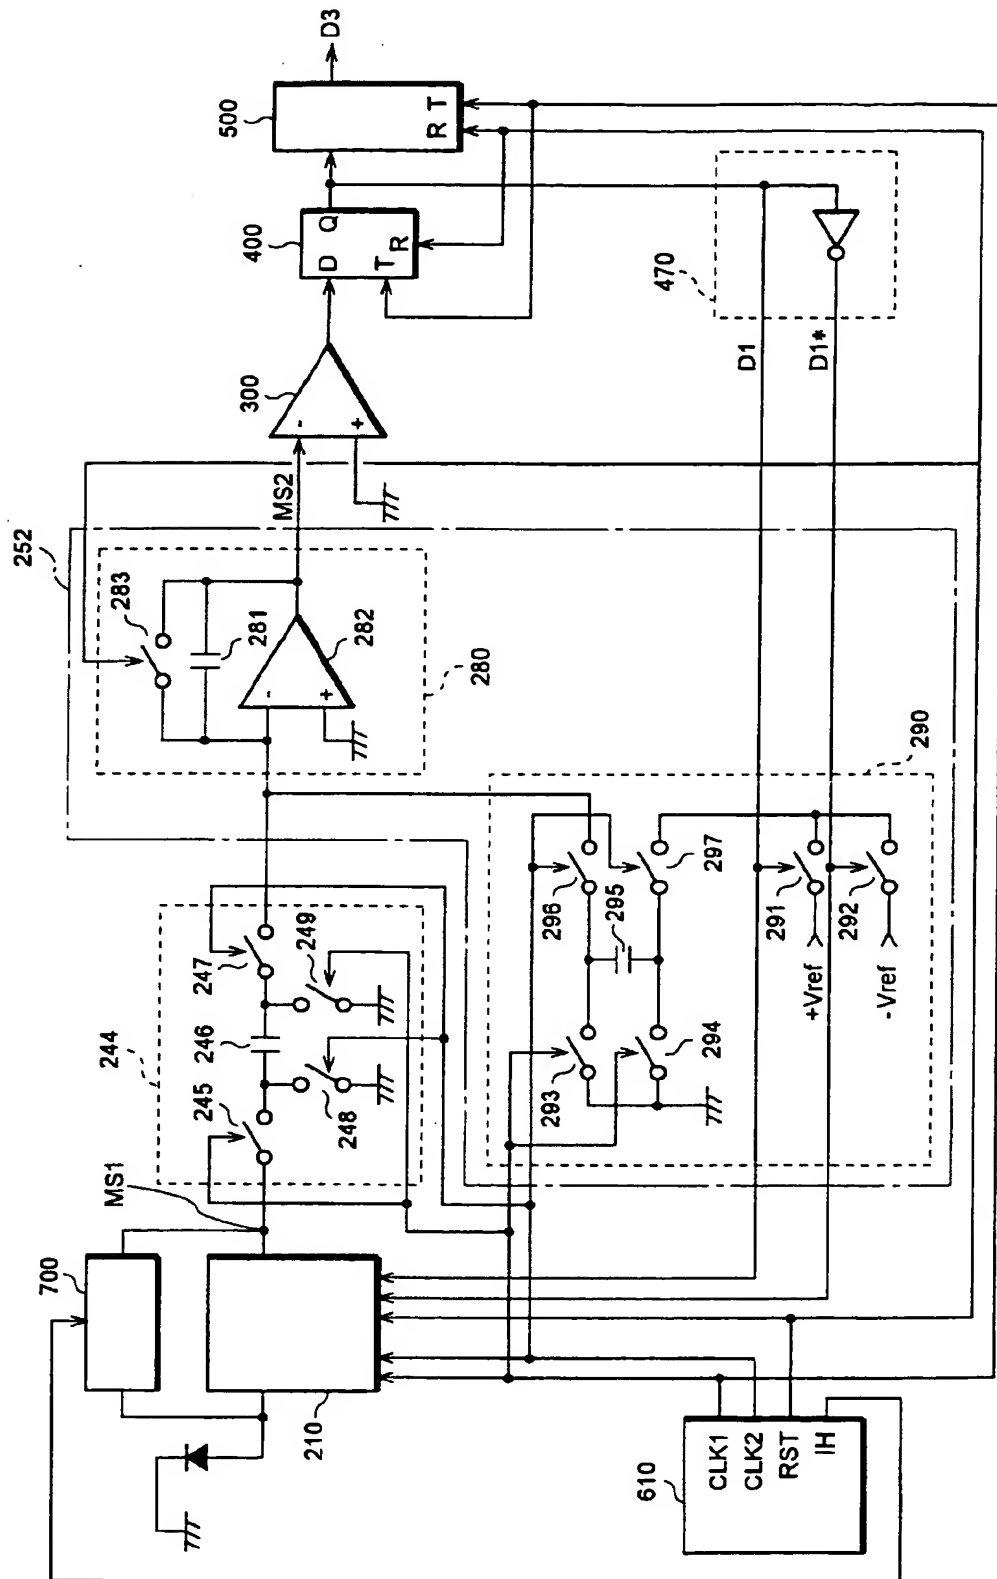 D3
500
R T
400
D Q
T R
470
D1
D1*
300
-
+
MS2
252
283
281
282
-
+
280
290
297
296
295
294
293
291
292
+Vref
-Vref
247
249
246
244
245
248
MS1
700
210
610
CLK1
CLK2
RST
IH